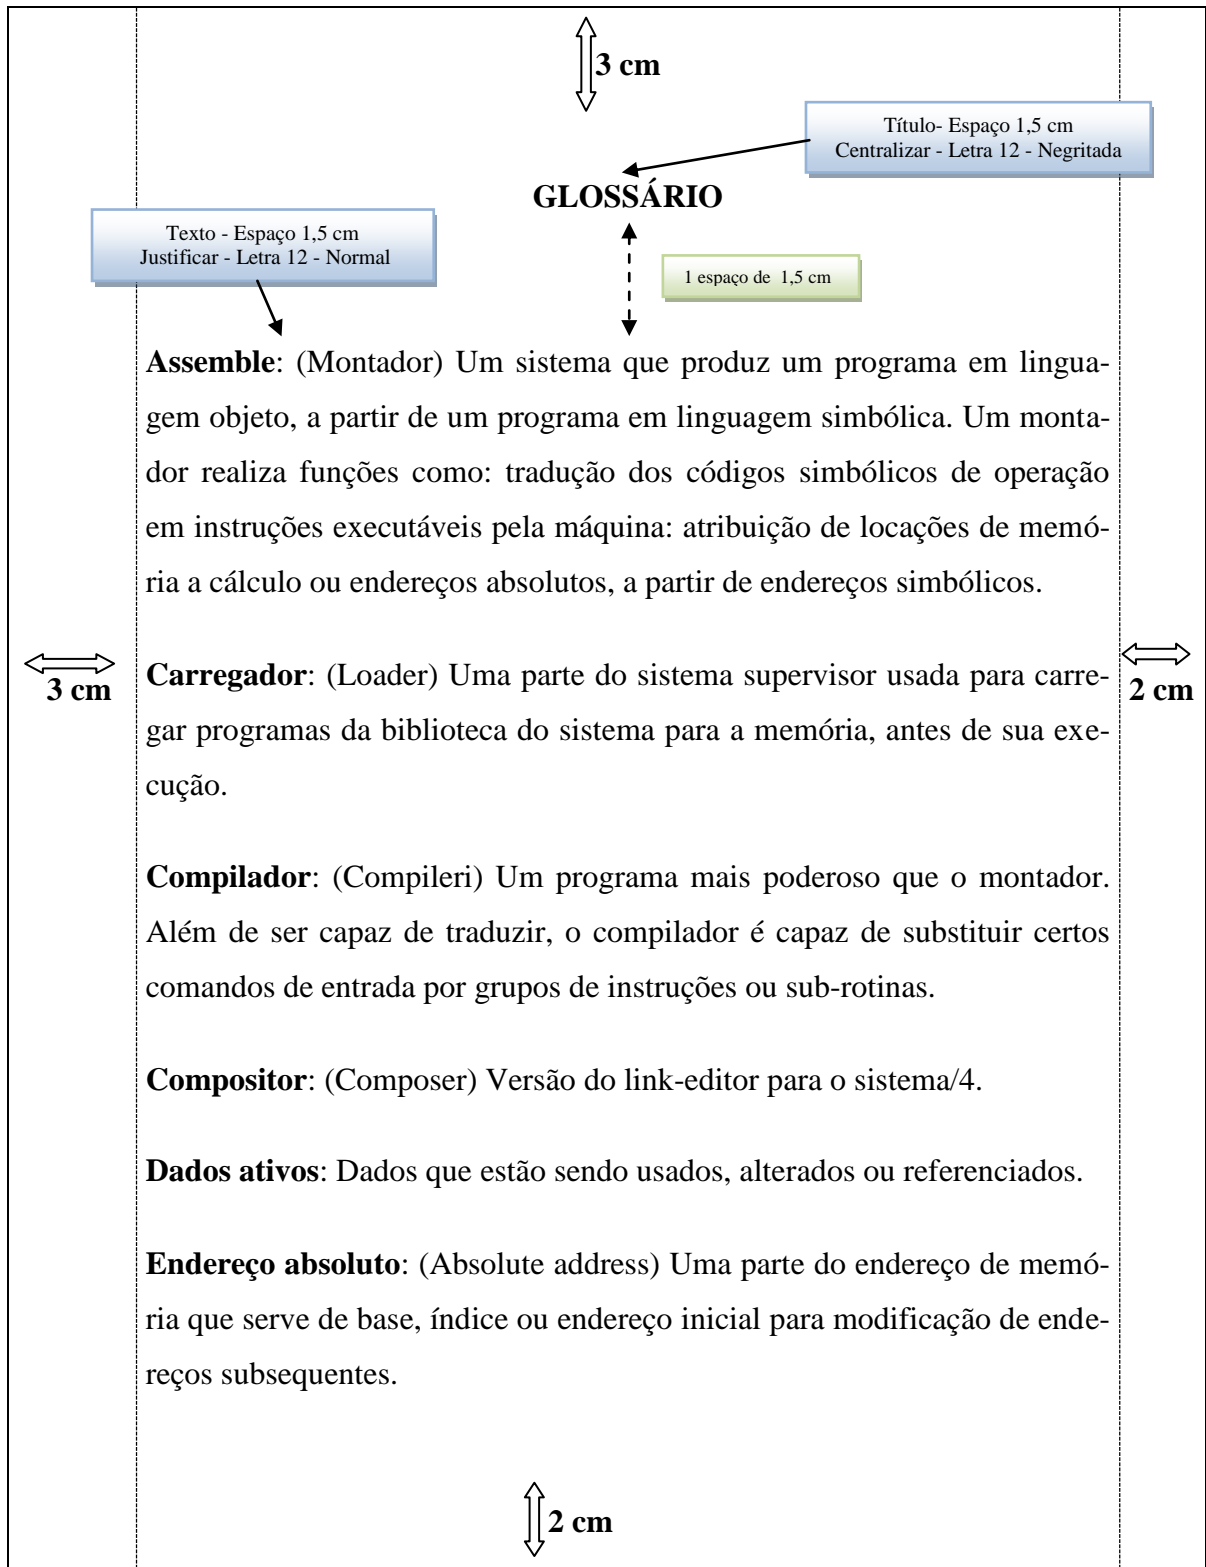 3 cm
Título- Espaço 1,5 cm
Centralizar - Letra 12 - Negritada
GLOSSÁRIO
Texto - Espaço 1,5 cm
Justificar - Letra 12 - Normal
1 espaço de 1,5 cm
Assemble: (Montador) Um sistema que produz um programa em lingua-
gem objeto, a partir de um programa em linguagem simbólica. Um monta-
dor realiza funções como: tradução dos códigos simbólicos de operação
em instruções executáveis pela máquina: atribuição de locações de memó-
ria a cálculo ou endereços absolutos, a partir de endereços simbólicos.
3 cm
Carregador: (Loader) Uma parte do sistema supervisor usada para carre-
gar programas da biblioteca do sistema para a memória, antes de sua exe-
cução.
2 cm
Compilador: (Compileri) Um programa mais poderoso que o montador.
Além de ser capaz de traduzir, o compilador é capaz de substituir certos
comandos de entrada por grupos de instruções ou sub-rotinas.
Compositor: (Composer) Versão do link-editor para o sistema/4.
Dados ativos: Dados que estão sendo usados, alterados ou referenciados.
Endereço absoluto: (Absolute address) Uma parte do endereço de memó-
ria que serve de base, índice ou endereço inicial para modificação de ende-
reços subsequentes.
2 cm